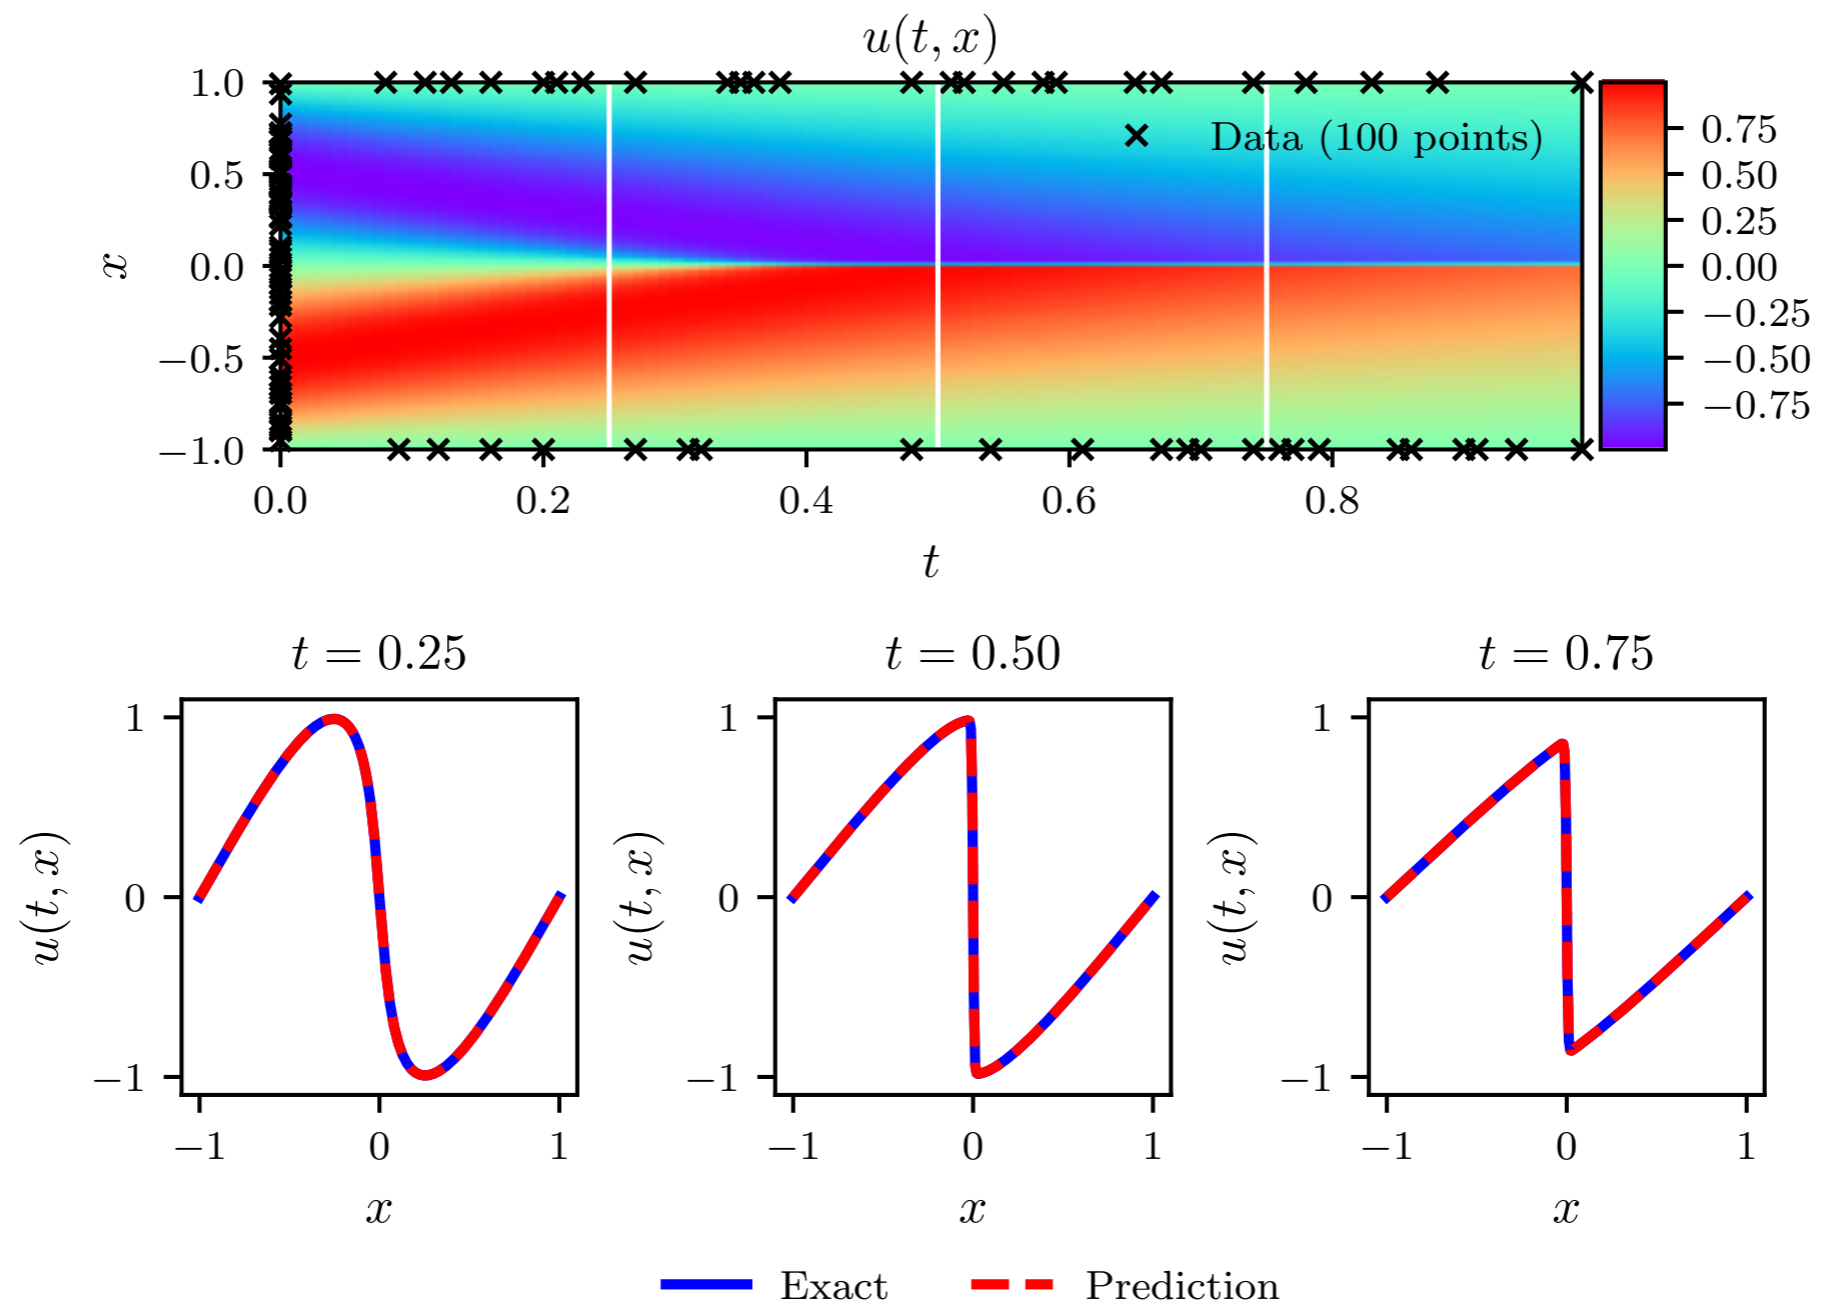 u(t, x)
1.0
0.5
0.0
−0.5
−1.0
x
Data (100 points)
0.75
0.50
0.25
0.00
−0.25
−0.50
−0.75
0.0 0.2 0.4 0.6 0.8
t
t = 0.25
u(t, x)
1
0
−1
−1 0 1
x
t = 0.50
u(t, x)
1
0
−1
−1 0 1
x
t = 0.75
u(t, x)
1
0
−1
−1 0 1
x
Exact Prediction